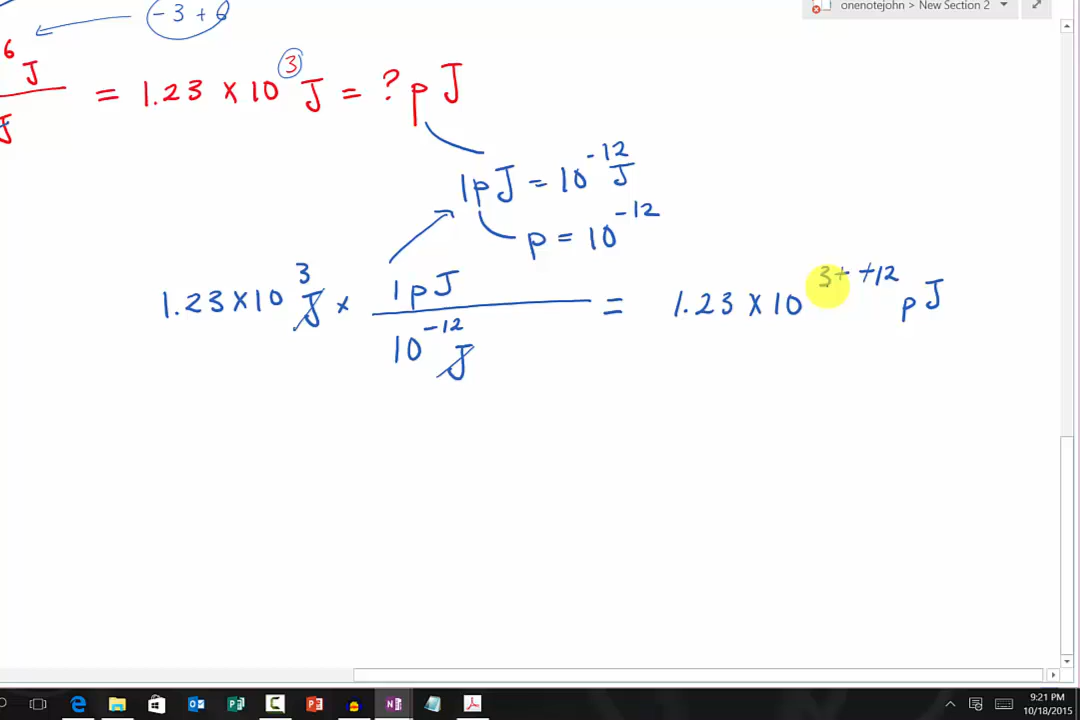 onenotejohn > New Section 2
-3 + 6
6 J
J
= 1.23 × 10^3 J = ? pJ
1pJ = 10^-12 J
p = 10^-12
1.23 × 10^3 J × 1pJ / 10^-12 J = 1.23 × 10^3+ +12 pJ
9:21 PM
10/18/2015